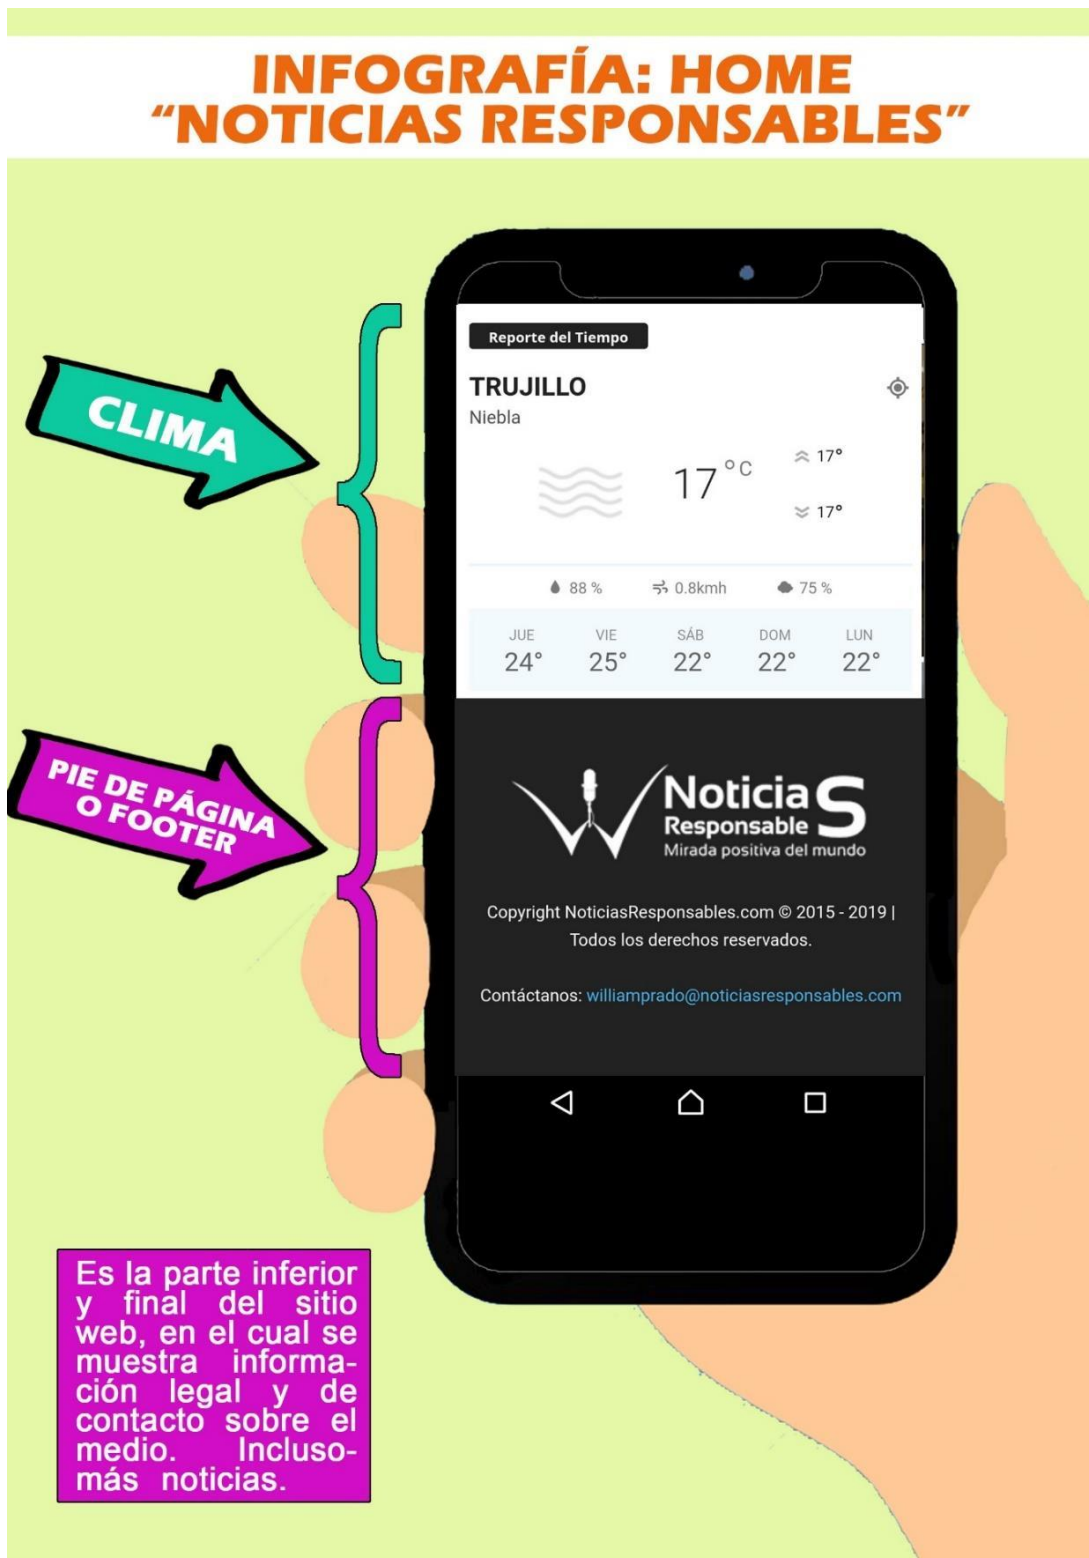 INFOGRAFÍA: HOME
“NOTICIAS RESPONSABLES”
CLIMA
Reporte del Tiempo
TRUJILLO
Niebla
17 °C
17°
17°
88 %
0.8kmh
75 %
JUE VIE SÁB DOM LUN
24° 25° 22° 22° 22°
PIE DE PÁGINA
O FOOTER
NoticiaS
Responsable
Mirada positiva del mundo
Copyright NoticiasResponsables.com © 2015 - 2019 |
Todos los derechos reservados.
Contáctanos: williamprado@noticiasresponsables.com
Es la parte inferior
y final del sitio
web, en el cual se
muestra informa-
ción legal y de
contacto sobre el
medio. Incluso-
más noticias.